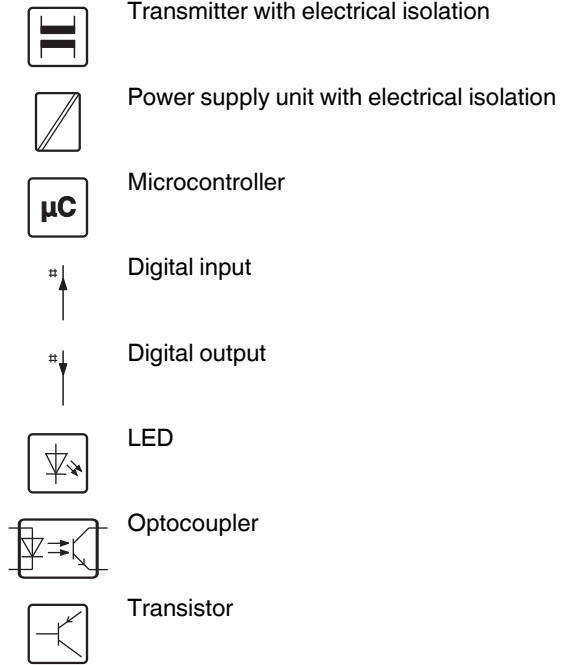 Transmitter with electrical isolation
Power supply unit with electrical isolation
µC
Microcontroller
#
Digital input
#
Digital output
LED
Optocoupler
Transistor